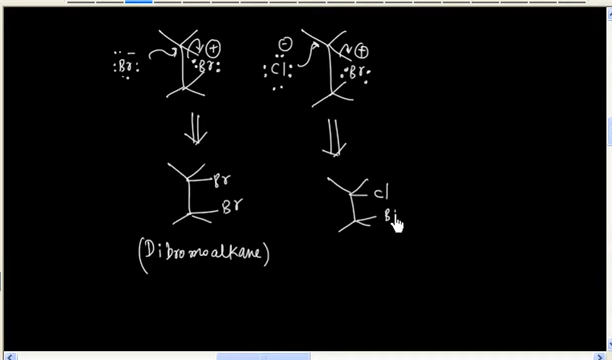 :Br: – Br: + :Cl: – Br: +
Br Cl
Br B
(Dibromoalkane)